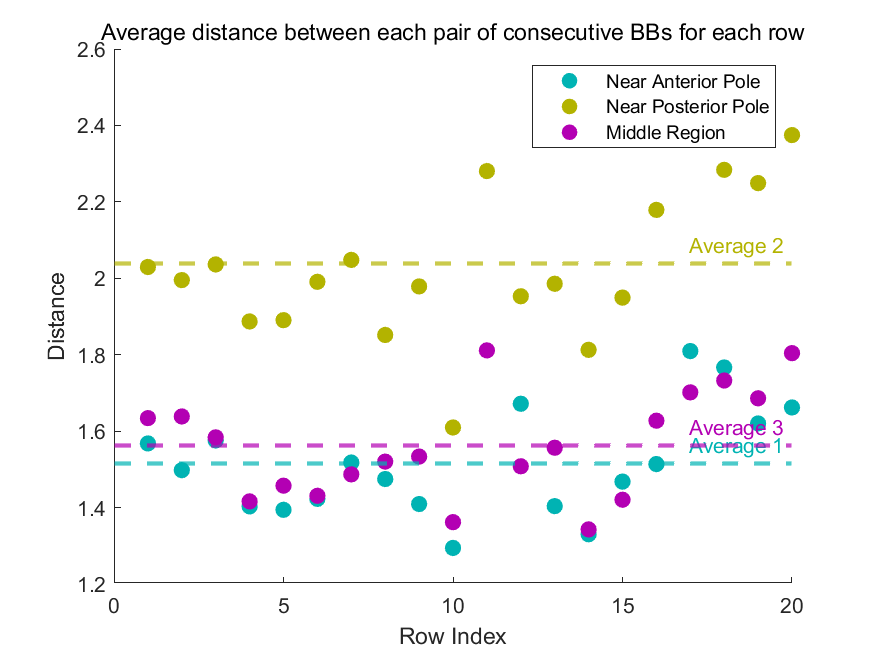 Average distance between each pair of consecutive BBs for each row
2.6
2.4
2.2
2
1.8
1.6
1.4
1.2
Distance
Near Anterior Pole
Near Posterior Pole
Middle Region
Average 2
Average 3
Average 1
0
5
10
15
20
Row Index